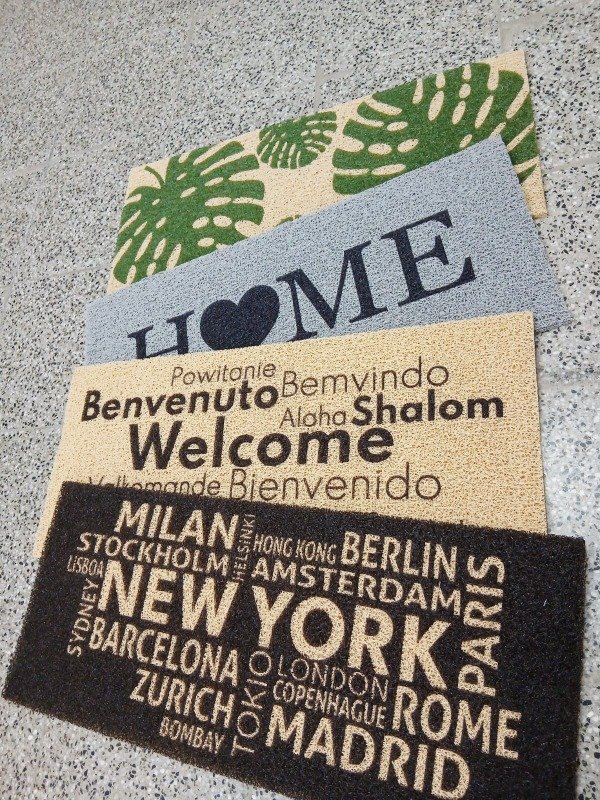 H♥ME
Powitanie
Benvenuto Bemvindo
Aloha Shalom
Welcome
Bienvenido
MILAN HELSINKI HONG KONG BERLIN
STOCKHOLM AMSTERDAM PARIS
LiSBOA
SYDNEY NEW YORK
BARCELONA TOKIO LONDON
ZURICH COPENHAGUE ROME
BOMBAY MADRID